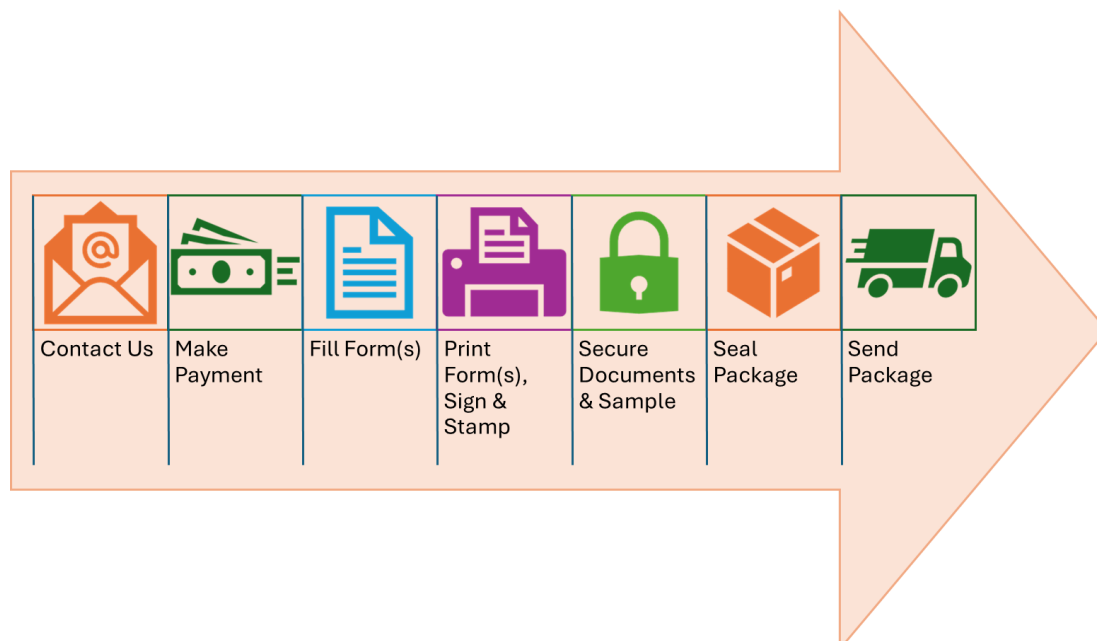 @
Contact Us
Make
Payment
Fill Form(s)
Print
Form(s),
Sign &
Stamp
Secure
Documents
& Sample
Seal
Package
Send
Package